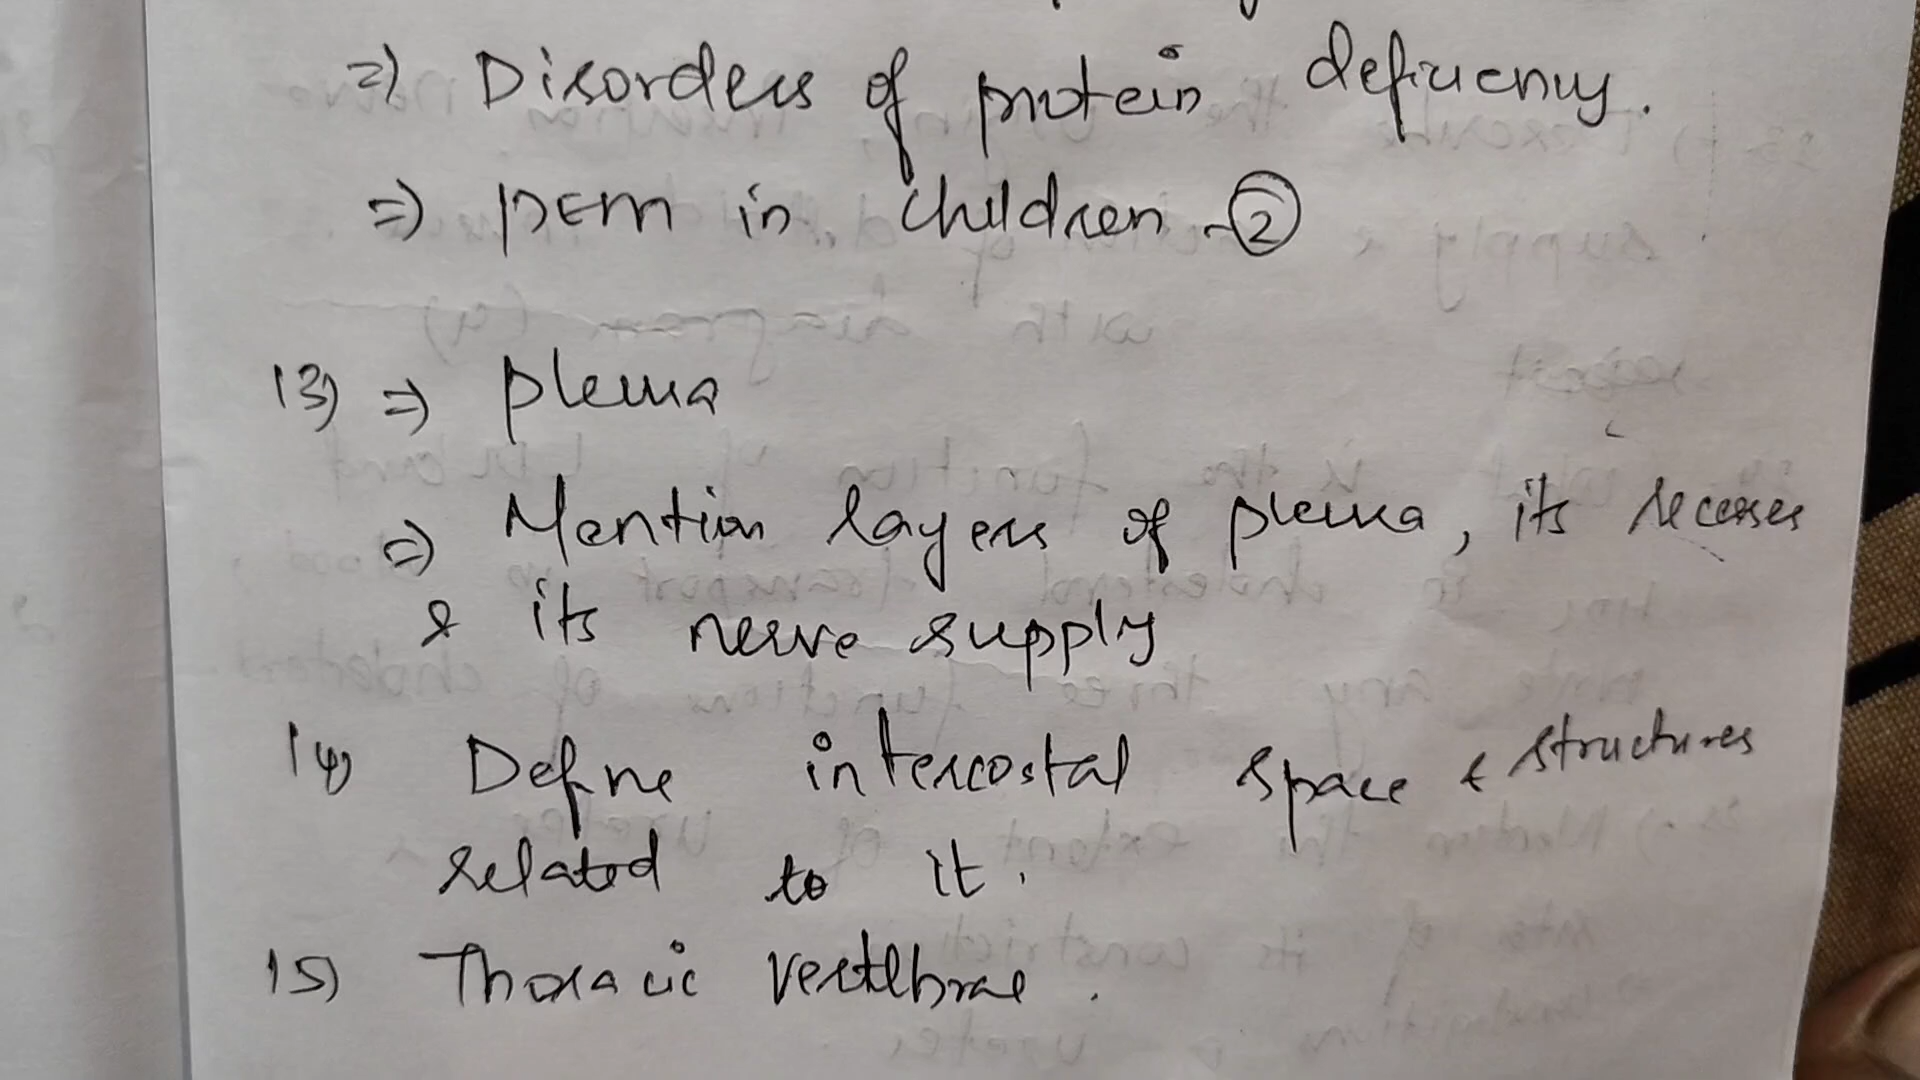 =) Disorders of protein deficiency.
=) PEM in children - 2
13) =) Pleura
=) Mention layers of pleura, its recesses
& its nerve supply
14) Define intercostal space & structures
related to it.
15) Thoracic vertebrae.